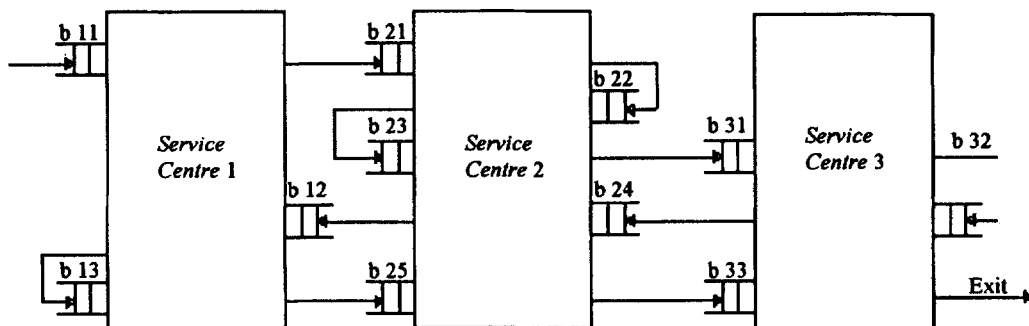 b 11
b 21
b 22
b 23
b 31
Service
Centre 1
Service
Centre 2
Service
Centre 3
b 32
b 12
b 24
b 13
b 25
b 33
Exit